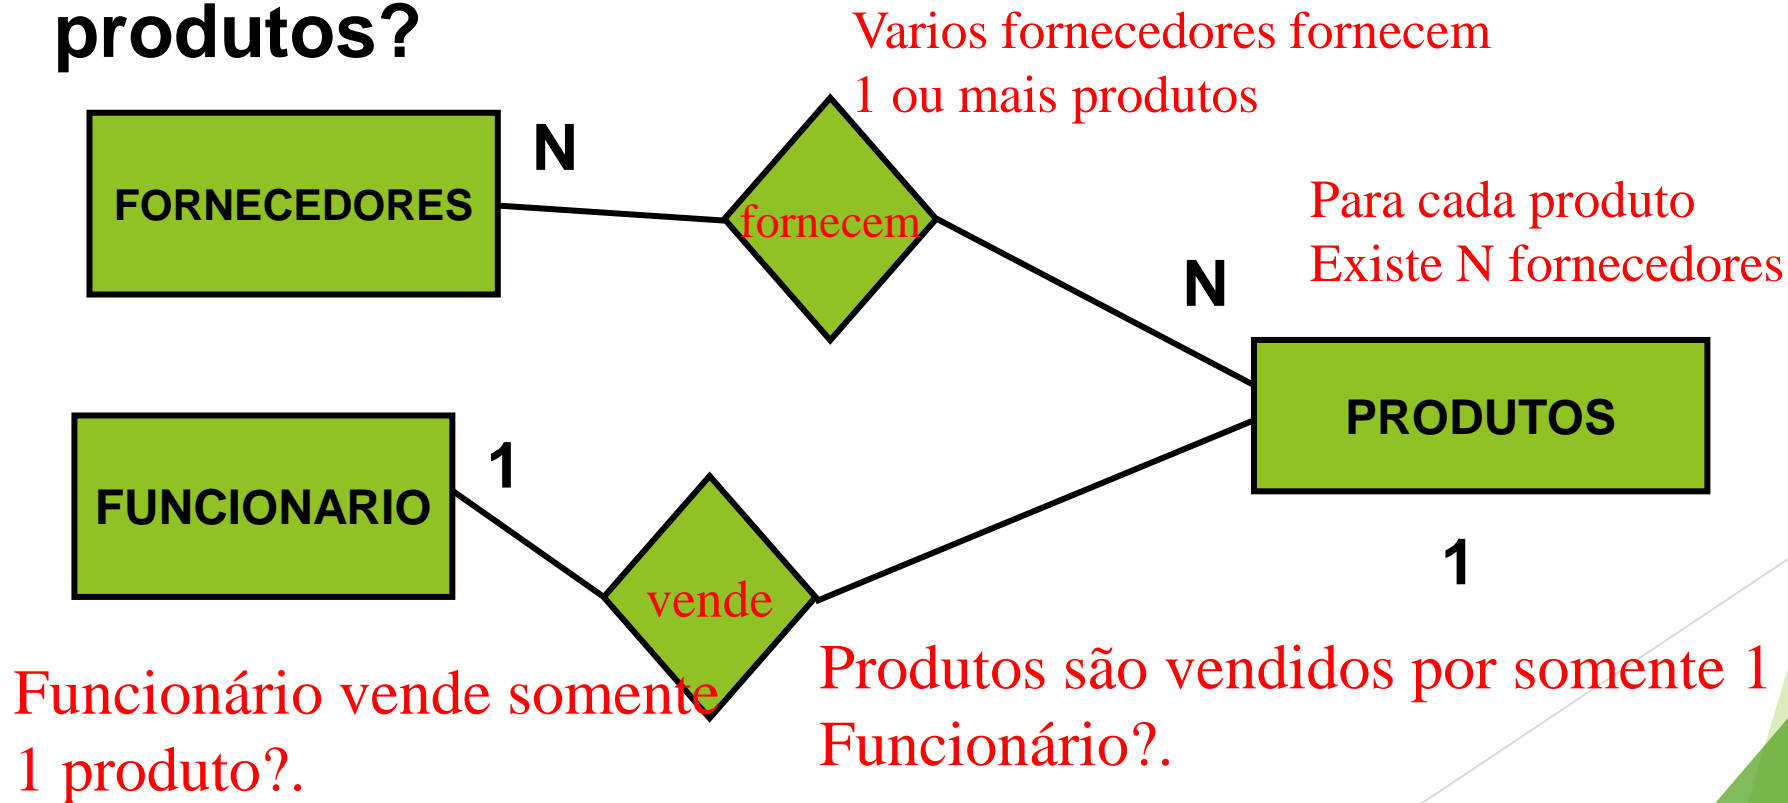 produtos?
Varios fornecedores fornecem
1 ou mais produtos
FORNECEDORES
N
fornecem
Para cada produto
Existe N fornecedores
N
PRODUTOS
FUNCIONARIO
1
1
vende
Funcionário vende somente
1 produto?.
Produtos são vendidos por somente 1
Funcionário?.